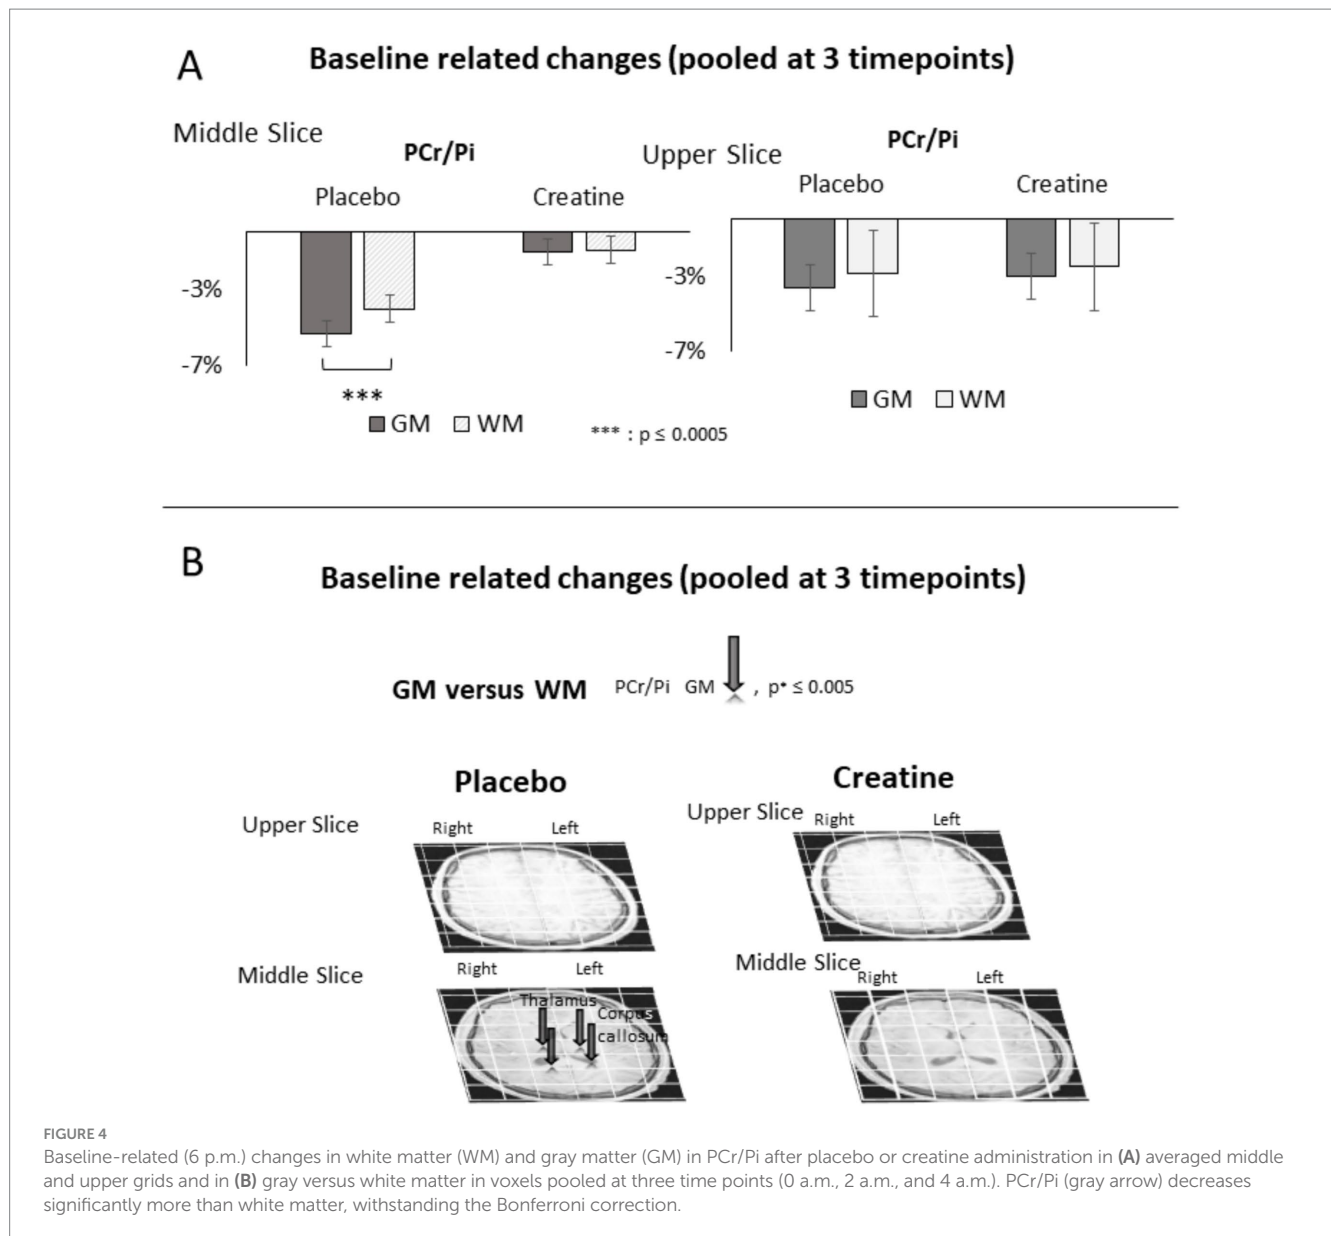 A
Baseline related changes (pooled at 3 timepoints)
Middle Slice
PCr/Pi
Placebo
Creatine
-3%
-7%
***
GM
WM
Upper Slice
PCr/Pi
Placebo
Creatine
-3%
-7%
GM
WM
*** : p ≤ 0.0005
B
Baseline related changes (pooled at 3 timepoints)
GM versus WM
PCr/Pi GM , p* ≤ 0.005
Placebo
Upper Slice
Right
Left
Middle Slice
Right
Left
Thalamus
Corpus
callosum
Creatine
Upper Slice
Right
Left
Middle Slice
Right
Left
FIGURE 4
Baseline-related (6 p.m.) changes in white matter (WM) and gray matter (GM) in PCr/Pi after placebo or creatine administration in (A) averaged middle
and upper grids and in (B) gray versus white matter in voxels pooled at three time points (0 a.m., 2 a.m., and 4 a.m.). PCr/Pi (gray arrow) decreases
significantly more than white matter, withstanding the Bonferroni correction.